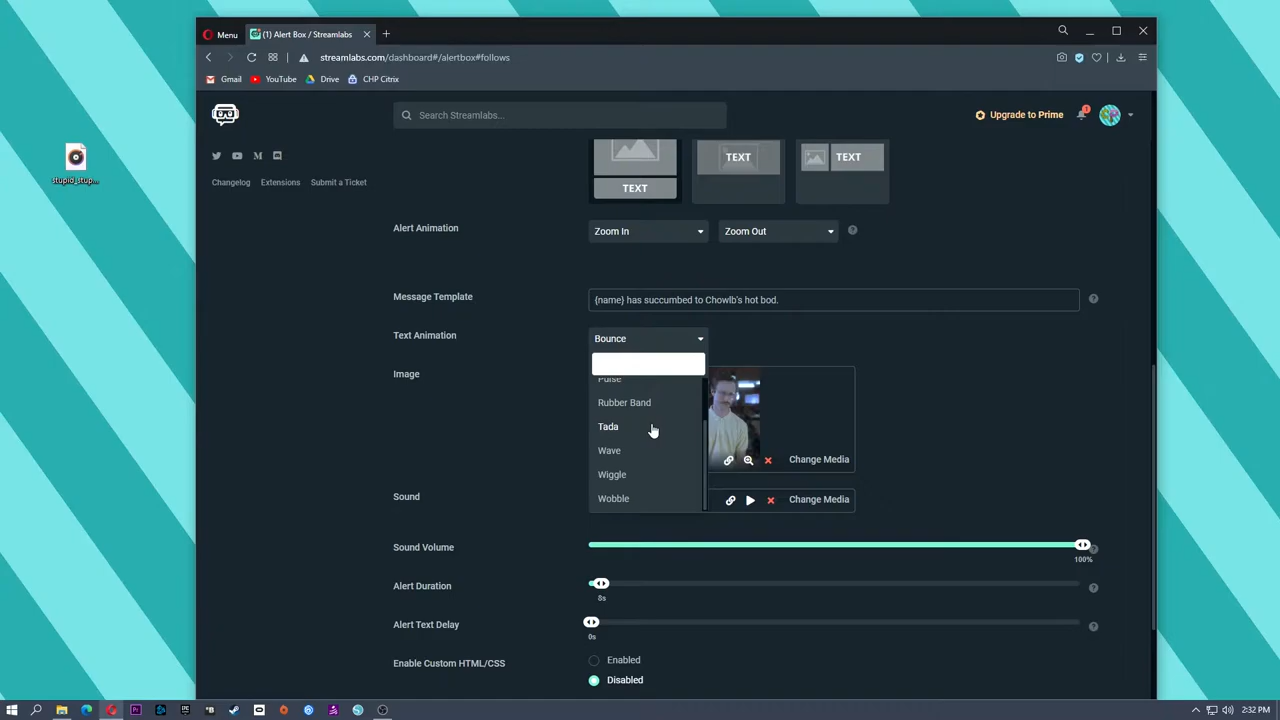 Menu
(1) Alert Box / Streamlabs
streamlabs.com/dashboard#/alertbox#follows
Gmail
YouTube
Drive
CHP Citrix
Search Streamlabs...
Upgrade to Prime
1
stupid_stup...
Changelog
Extensions
Submit a Ticket
TEXT
TEXT
TEXT
Alert Animation
Zoom In
Zoom Out
?
Message Template
{name} has succumbed to Chowlb's hot bod.
?
Text Animation
Bounce
Image
Pulse
Rubber Band
Tada
Wave
Wiggle
Wobble
Change Media
Sound
Change Media
Sound Volume
?
100%
Alert Duration
?
8s
Alert Text Delay
?
0s
Enable Custom HTML/CSS
Enabled
Disabled
2:32 PM